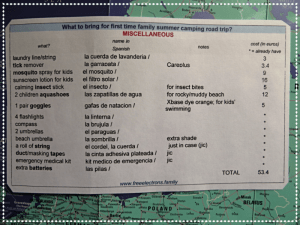 What to bring for first time family summer camping road trip?
MISCELLANEOUS
what? name in Spanish notes cost (in euros) * = already have
laundry line/string la cuerda de lavanderia / 3
tick remover la parracata / Careplus 3.4
mosquito spray for kids el mosquito / 9
sunscreen lotion for kids el filtro solar / 16
calming insect stick el insecto / for insect bites 5
2 children aquashoes las zapatillas de agua for rocky/muddy areas 12
1 pair goggles gafas de natacion / Xbase dye orange; for kids' swimming 5
4 flashlights la linterna / *
compass la brujula / *
2 umbrellas el paraguas / *
beach umbrella la sombrilla / extra shade *
a rot of string el cordel, la cuerda / just in case (jic) *
duct/masking tapes la cinta adhesiva plateada / jic *
emergency medical kit kit medico de emergencia / jic *
extra batteries las pilas / *
TOTAL 53.4
www.freeelectrons.family
POLAND
Minsk
BELARUS